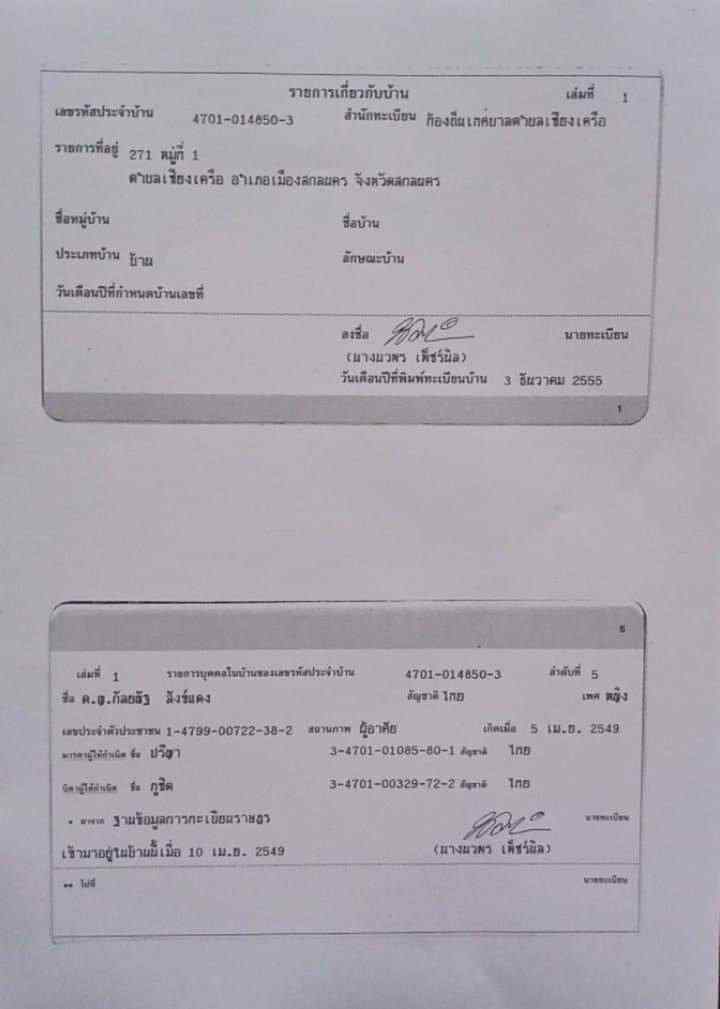 รายการเกี่ยวกับบ้าน เล่มที่ 1
เลขรหัสประจำบ้าน 4701-014850-3 สำนักทะเบียน ท้องถิ่นเทศบาลตำบลเชียงเครือ
รายการที่อยู่ 271 หมู่ที่ 1
ตำบลเชียงเครือ อำเภอเมืองสกลนคร จังหวัดสกลนคร
ชื่อหมู่บ้าน ชื่อบ้าน
ประเภทบ้าน บ้าน ลักษณะบ้าน
วันเดือนปีที่กำหนดบ้านเลขที่
ลงชื่อ นายทะเบียน
(นางนวพร เพ็ชร์นิล)
วันเดือนปีที่พิมพ์ทะเบียนบ้าน 3 ธันวาคม 2555
1
5
เล่มที่ 1 รายการบุคคลในบ้านของเลขรหัสประจำบ้าน 4701-014850-3 ลำดับที่ 5
ชื่อ ด.ญ.กัลยณัฐ สิงห์แดง สัญชาติ ไทย เพศ หญิง
เลขประจำตัวประชาชน 1-4799-00722-38-2 สถานภาพ ผู้อาศัย เกิดเมื่อ 5 เม.ย. 2549
มารดาผู้ให้กำเนิด ชื่อ ปรีชา 3-4701-01085-80-1 สัญชาติ ไทย
บิดาผู้ให้กำเนิด ชื่อ ภูชิต 3-4701-00329-72-2 สัญชาติ ไทย
* มาจาก ฐานข้อมูลการทะเบียนราษฎร นายทะเบียน
เข้ามาอยู่ในบ้านนี้เมื่อ 10 เม.ย. 2549 (นางนวพร เพ็ชร์นิล)
** ไปที่ นายทะเบียน